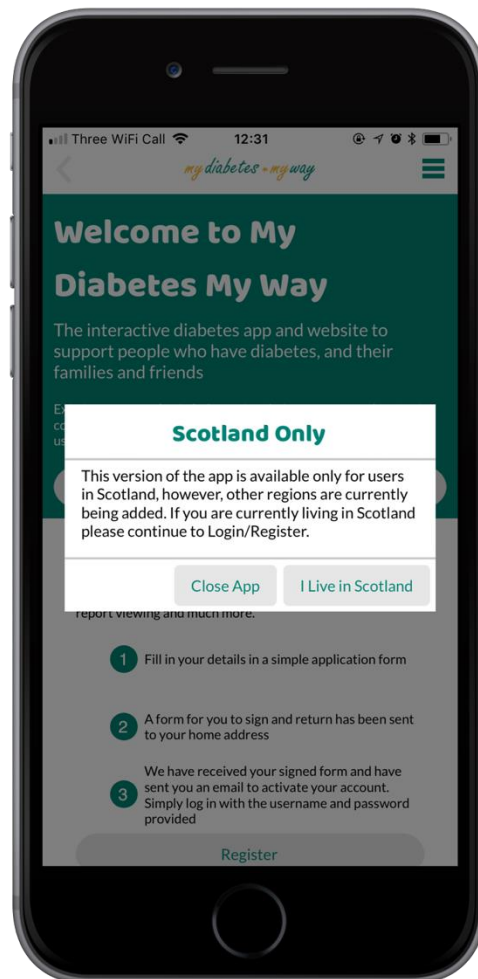 Three WiFi Call 12:31
my diabetes • my way
Welcome to My
Diabetes My Way
The interactive diabetes app and website to
support people who have diabetes, and their
families and friends
Scotland Only
This version of the app is available only for users
in Scotland, however, other regions are currently
being added. If you are currently living in Scotland
please continue to Login/Register.
Close App I Live in Scotland
report viewing and much more.
1 Fill in your details in a simple application form
2 A form for you to sign and return has been sent
to your home address
3 We have received your signed form and have
sent you an email to activate your account.
Simply log in with the username and password
provided
Register